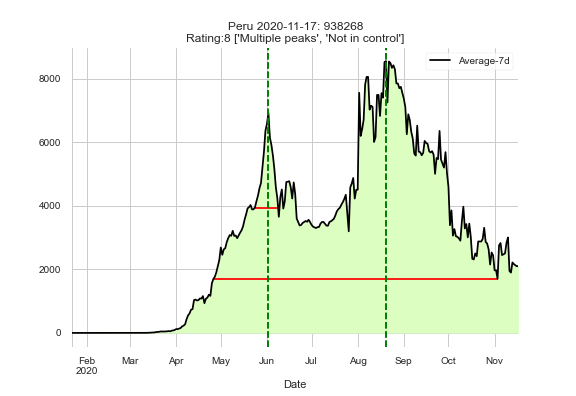 Peru 2020-11-17: 938268
Rating:8 ['Multiple peaks', 'Not in control']
Average-7d
8000
6000
4000
2000
0
Feb Mar Apr May Jun Jul Aug Sep Oct Nov
2020
Date